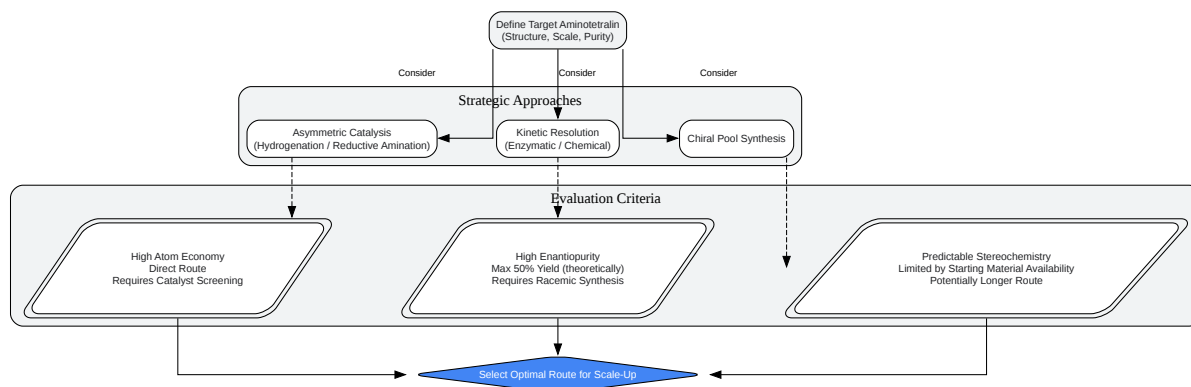 Define Target Aminotetralin
(Structure, Scale, Purity)
Consider
Consider
Consider
Strategic Approaches
Asymmetric Catalysis
(Hydrogenation / Reductive Amination)
Kinetic Resolution
(Enzymatic / Chemical)
Chiral Pool Synthesis
Evaluation Criteria
High Atom Economy
Direct Route
Requires Catalyst Screening
High Enantiopurity
Max 50% Yield (theoretically)
Requires Racemic Synthesis
Predictable Stereochemistry
Limited by Starting Material Availability
Potentially Longer Route
Select Optimal Route for Scale-Up